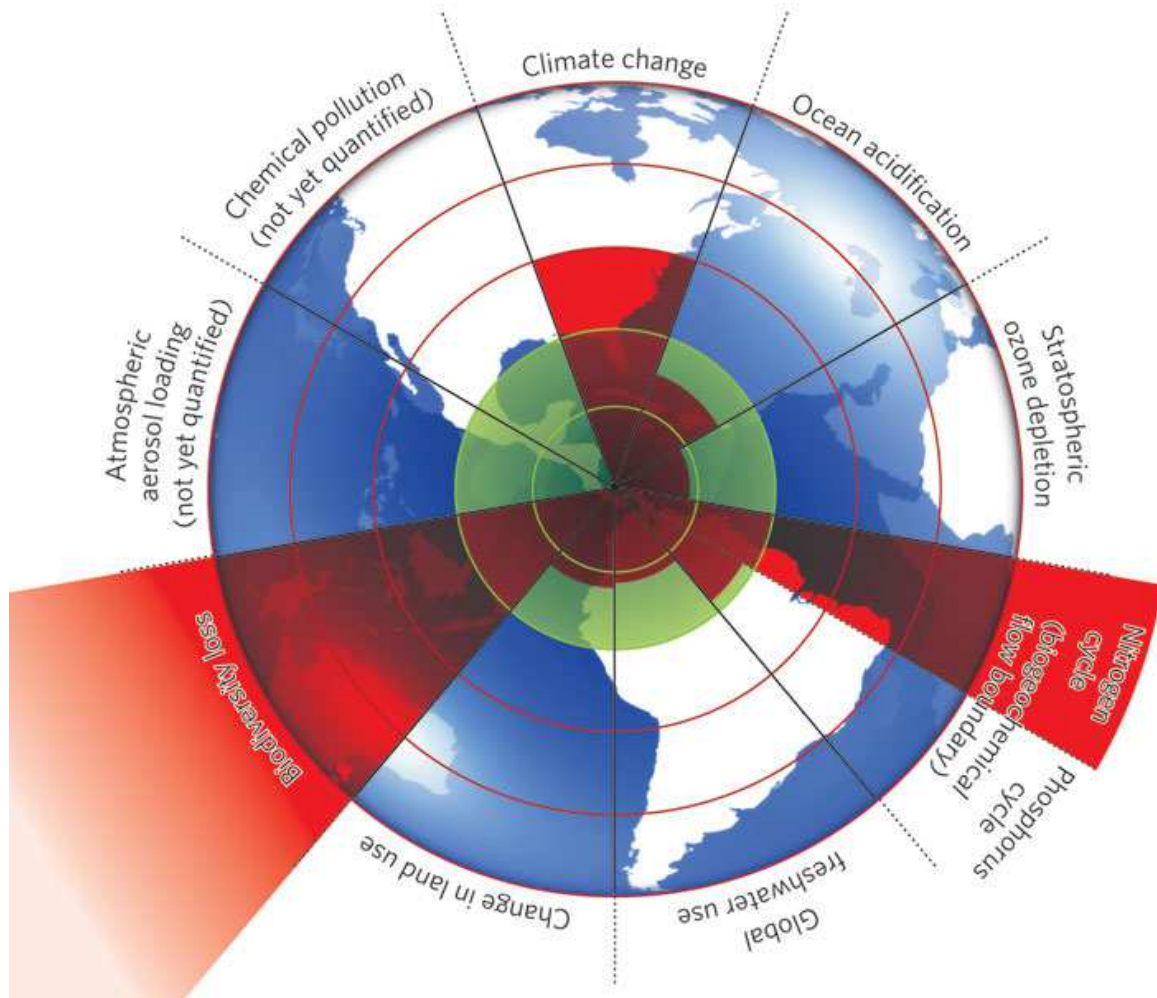 Climate change
Ocean acidification
Stratospheric
ozone depletion
Nitrogen
cycle
(biogeochemical
flow boundary)
Phosphorus
cycle
Global
freshwater use
Change in land use
Biodiversity loss
Atmospheric
aerosol loading
(not yet quantified)
Chemical pollution
(not yet quantified)